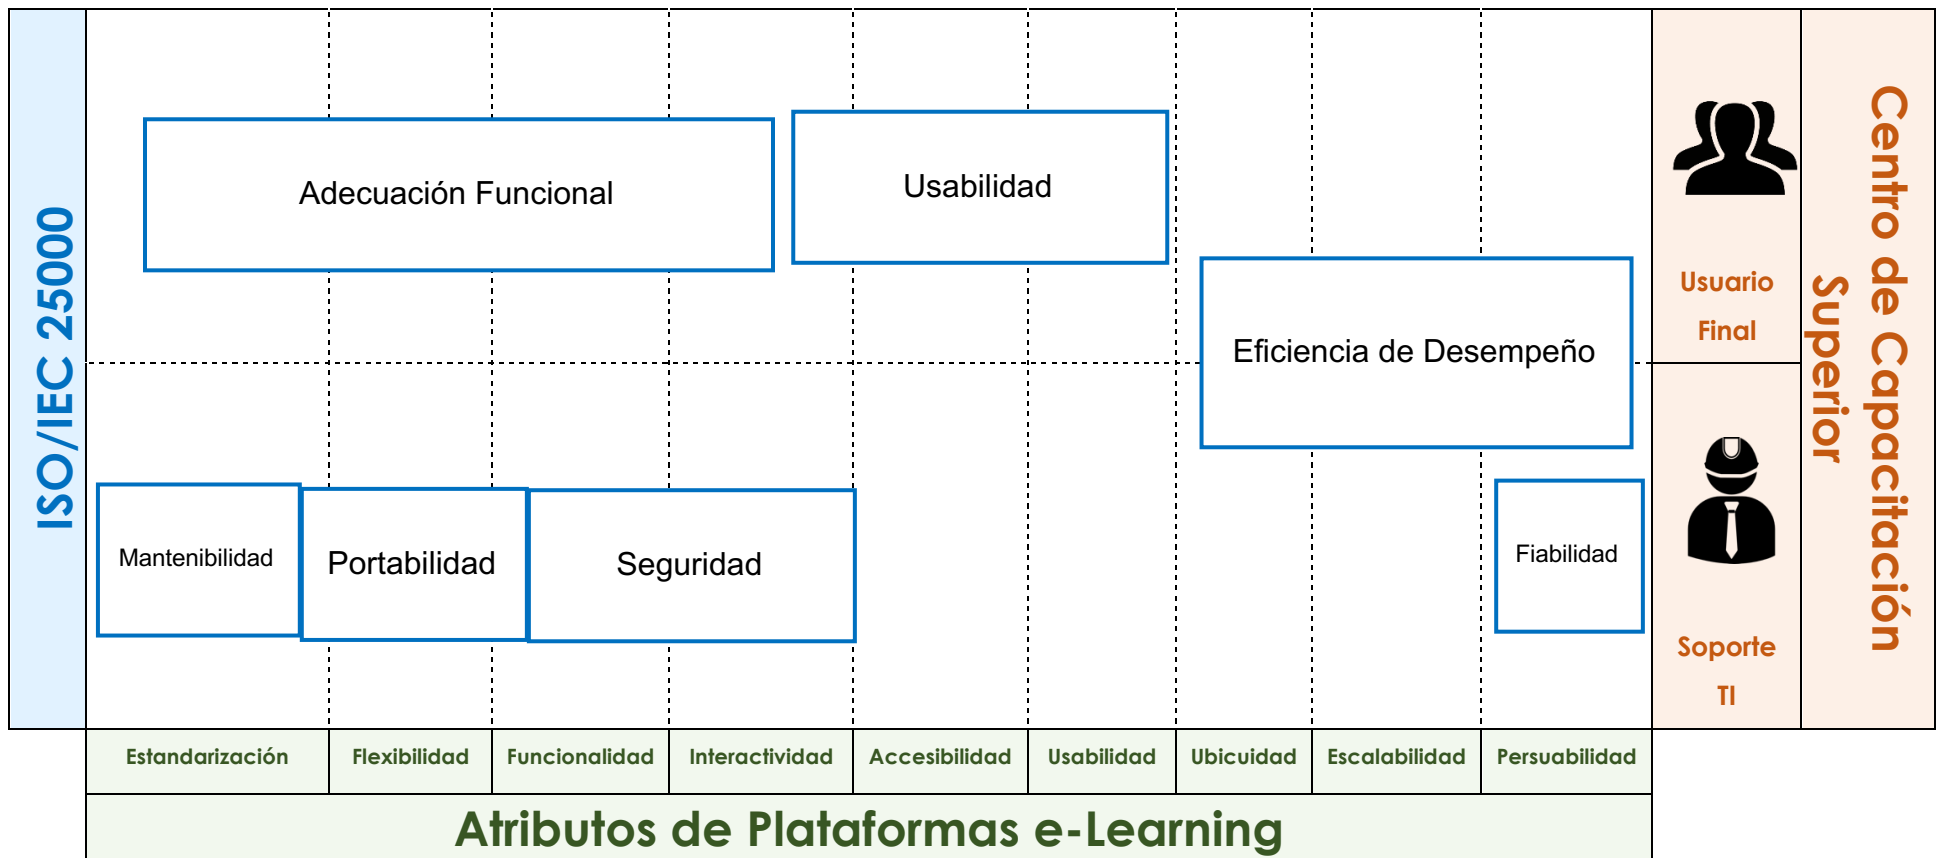 ISO/IEC 25000
Adecuación Funcional
Usabilidad
Eficiencia de Desempeño
Mantenibilidad
Portabilidad
Seguridad
Fiabilidad
Usuario
Final
Soporte
TI
Centro de Capacitación
Superior
Estandarización
Flexibilidad
Funcionalidad
Interactividad
Accesibilidad
Usabilidad
Ubicuidad
Escalabilidad
Persuabilidad
Atributos de Plataformas e-Learning